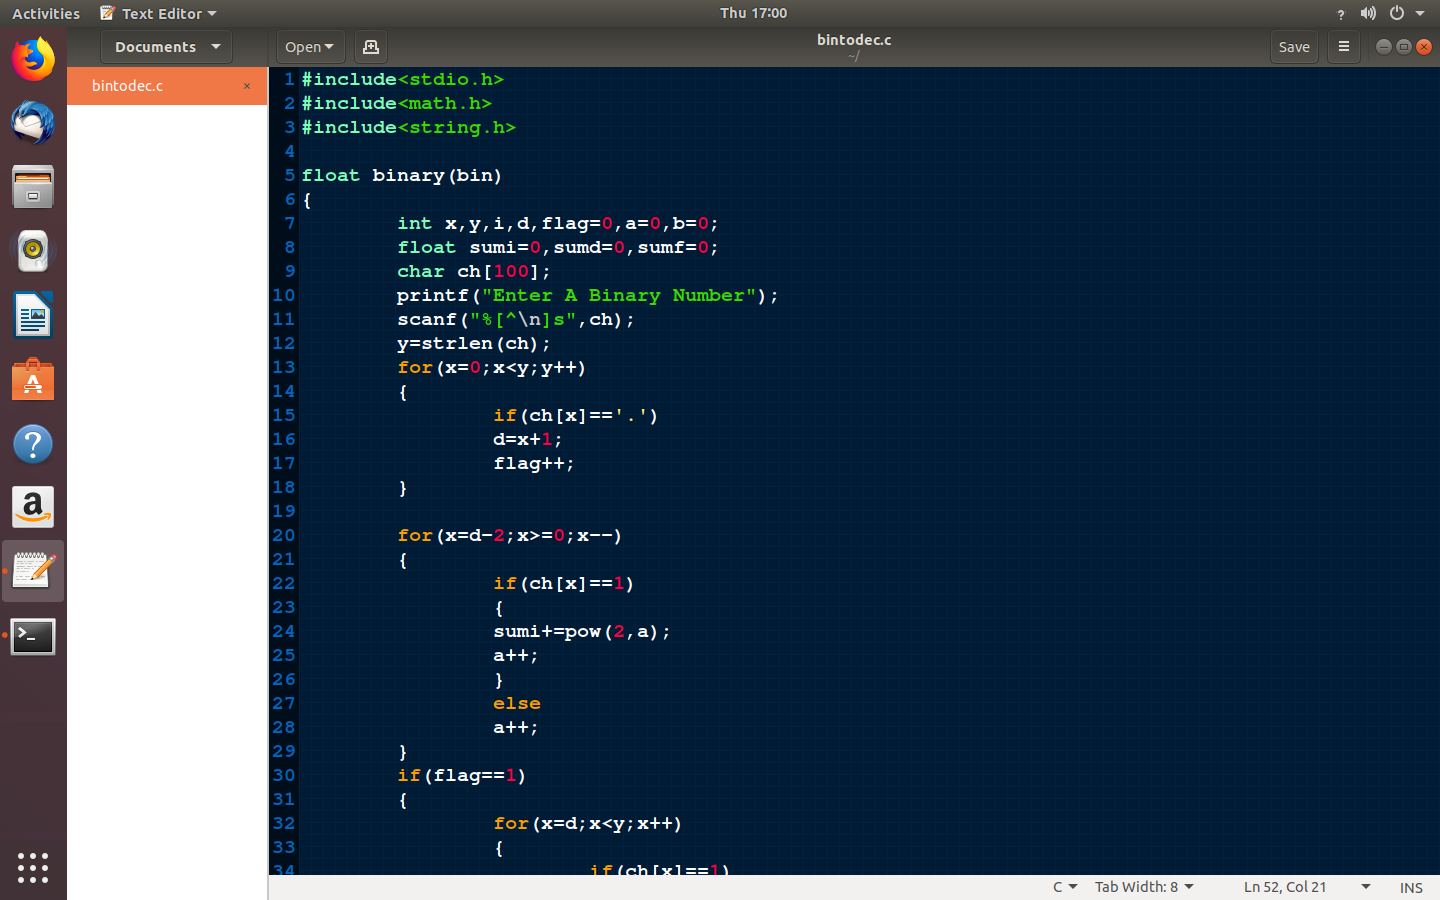 Activities Text Editor Thu 17:00 ?
Documents Open bintodec.c Save
~/
bintodec.c ×
1 #include<stdio.h>
2 #include<math.h>
3 #include<string.h>
4
5 float binary(bin)
6 {
7 int x,y,i,d,flag=0,a=0,b=0;
8 float sumi=0,sumd=0,sumf=0;
9 char ch[100];
10 printf("Enter A Binary Number");
11 scanf("%[^\n]s",ch);
12 y=strlen(ch);
13 for(x=0;x<y;y++)
14 {
15 if(ch[x]=='.')
16 d=x+1;
17 flag++;
18 }
19
20 for(x=d-2;x>=0;x--)
21 {
22 if(ch[x]==1)
23 {
24 sumi+=pow(2,a);
25 a++;
26 }
27 else
28 a++;
29 }
30 if(flag==1)
31 {
32 for(x=d;x<y;x++)
33 {
34 if(ch[x]==1)
C Tab Width: 8 Ln 52, Col 21 INS